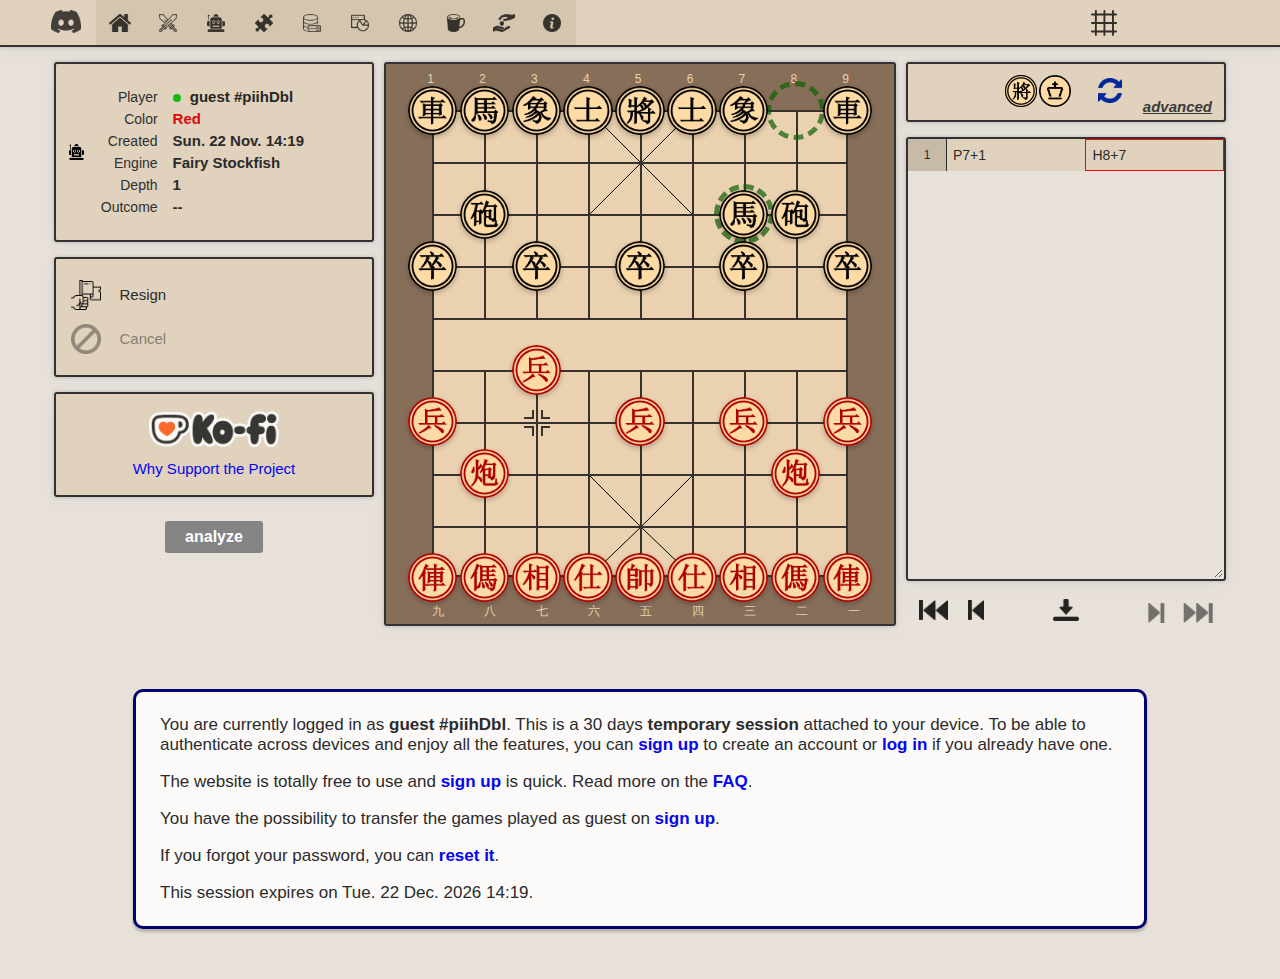 Player guest #piihDbl
Color Red
Created Sun. 22 Nov. 14:19
Engine Fairy Stockfish
Depth 1
Outcome --
Resign
Cancel
Ko-fi
Why Support the Project
analyze
1 2 3 4 5 6 7 8 9
車 馬 象 士 將 士 象 車
馬
砲 砲
卒 卒 卒 卒 卒
兵
兵 兵 兵 兵
炮 炮
俥 傌 相 仕 帥 仕 相 傌 俥
九 八 七 六 五 四 三 二 一
將
advanced
1 P7+1 H8+7
You are currently logged in as guest #piihDbl. This is a 30 days temporary session attached to your device. To be able to
authenticate across devices and enjoy all the features, you can sign up to create an account or log in if you already have one.
The website is totally free to use and sign up is quick. Read more on the FAQ.
You have the possibility to transfer the games played as guest on sign up.
If you forgot your password, you can reset it.
This session expires on Tue. 22 Dec. 2026 14:19.